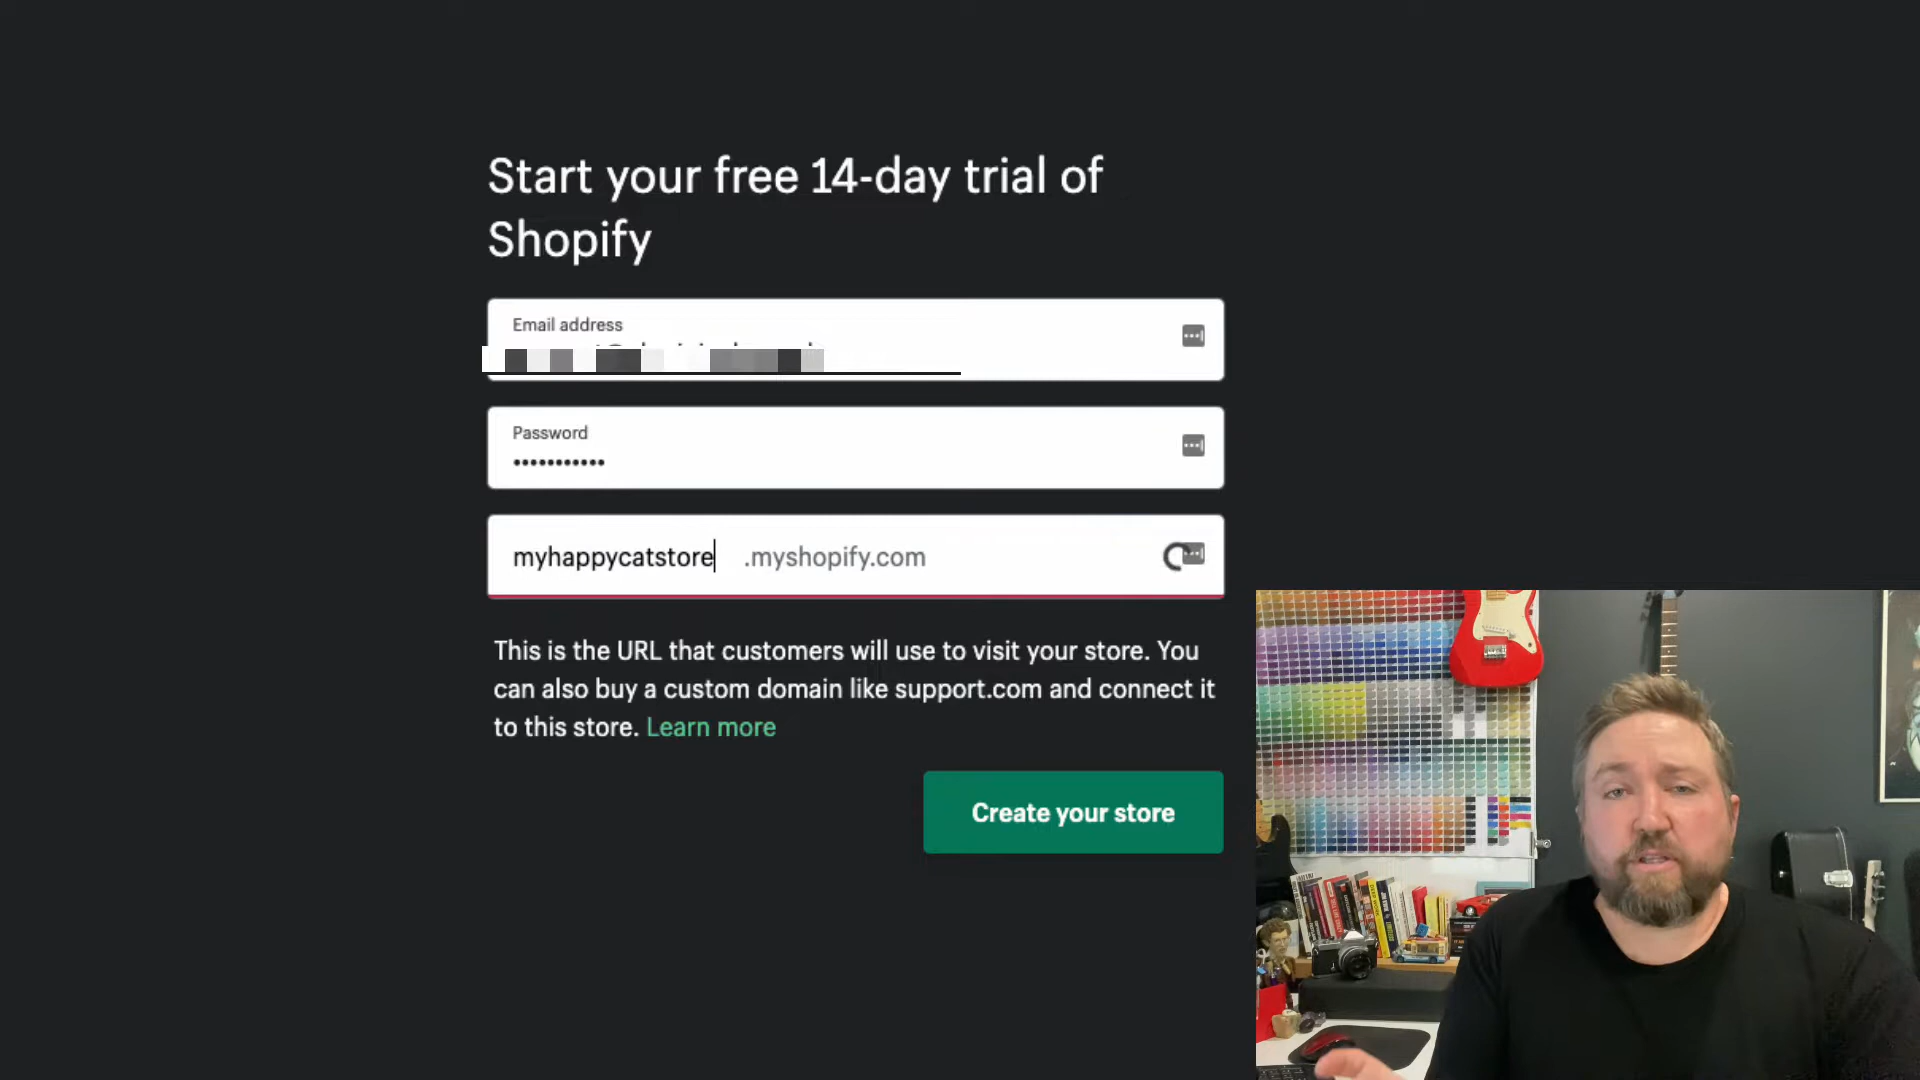 Start your free 14-day trial of
Shopify
Email address
Password
myhappycatstore .myshopify.com
This is the URL that customers will use to visit your store. You
can also buy a custom domain like support.com and connect it
to this store. Learn more
Create your store